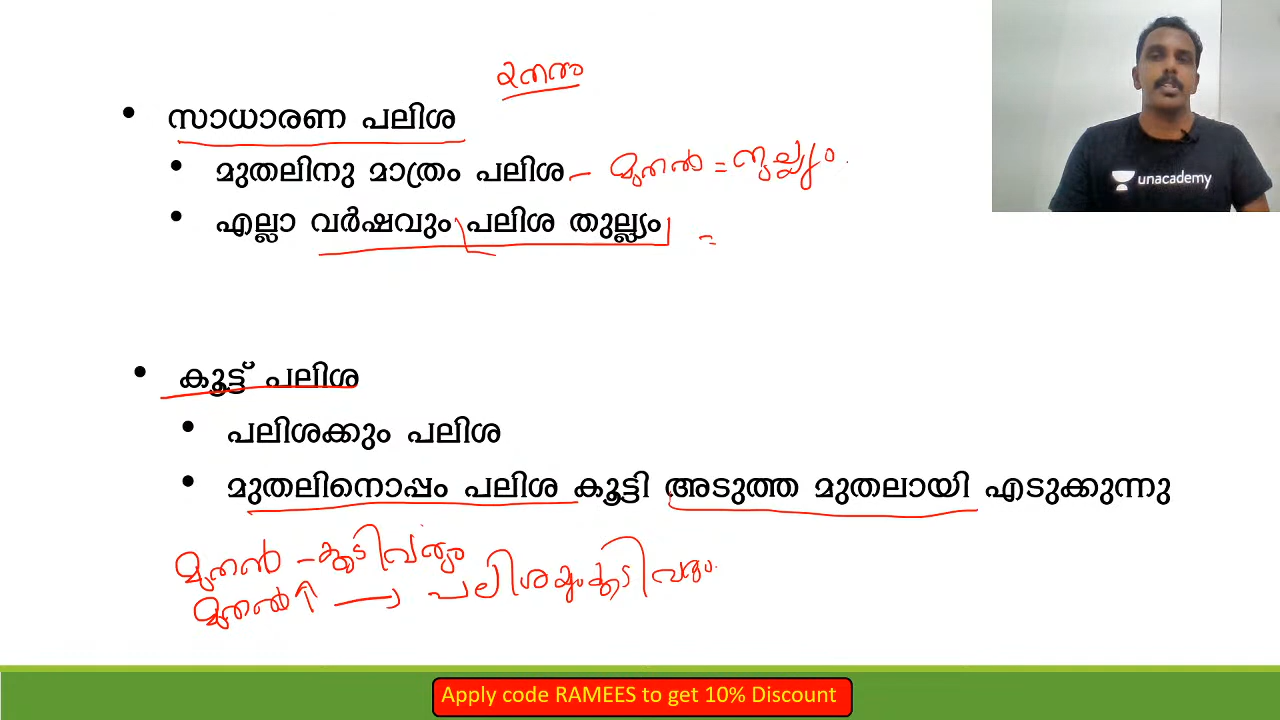 മുതൽ
സാധാരണ പലിശ
മുതലിനു മാത്രം പലിശ – മുതൽ = തുല്ല്യം.
എല്ലാ വർഷവും പലിശ തുല്ല്യം =
unacademy
കൂട്ട് പലിശ
പലിശക്കും പലിശ
മുതലിനൊപ്പം പലിശ കൂട്ടി അടുത്ത മുതലായി എടുക്കുന്നു
മുതൽ – കൂടിവരും
മുതൽ ↑ → പലിശയുംകൂടിവരും.
Apply code RAMEES to get 10% Discount